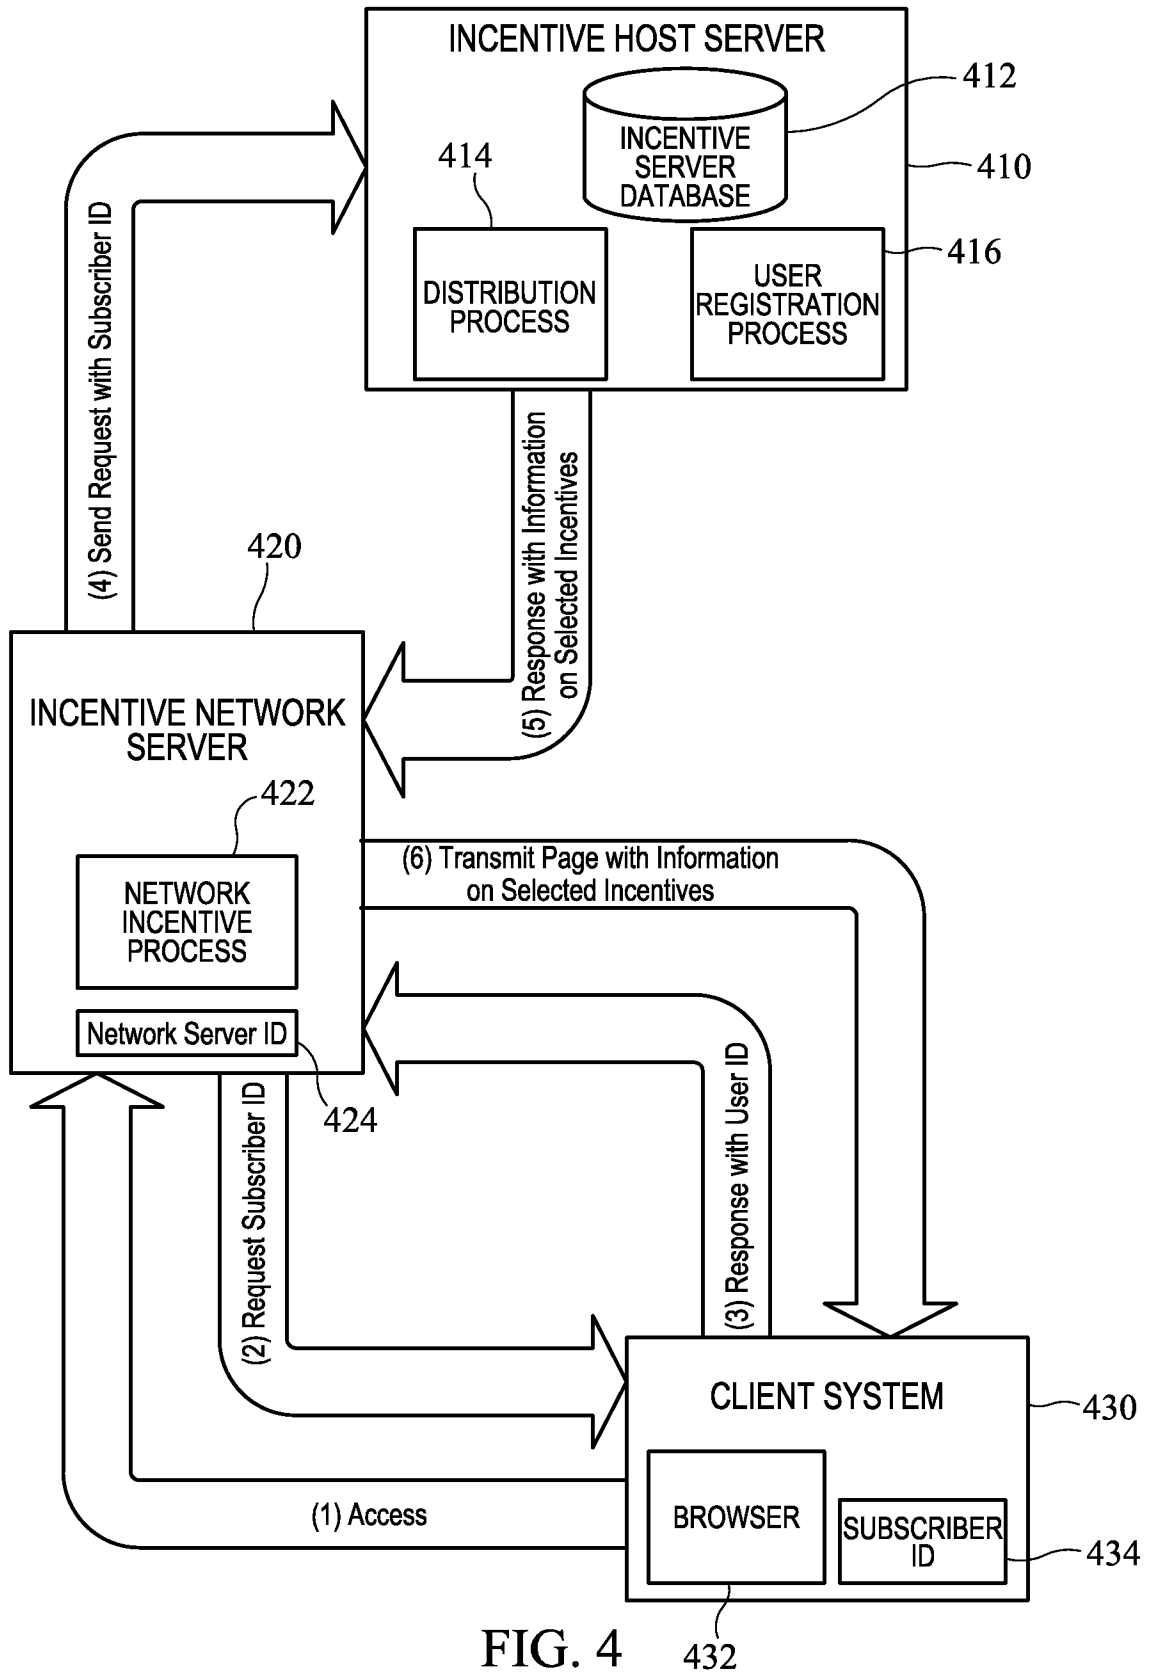 INCENTIVE HOST SERVER
412
INCENTIVE
SERVER
DATABASE
410
414
416
DISTRIBUTION
PROCESS
USER
REGISTRATION
PROCESS
(4) Send Request with Subscriber ID
(5) Response with Information
on Selected Incentives
420
INCENTIVE NETWORK
SERVER
422
NETWORK
INCENTIVE
PROCESS
Network Server ID
424
(6) Transmit Page with Information
on Selected Incentives
(2) Request Subscriber ID
(3) Response with User ID
(1) Access
CLIENT SYSTEM
430
BROWSER
SUBSCRIBER
ID
434
432
FIG. 4